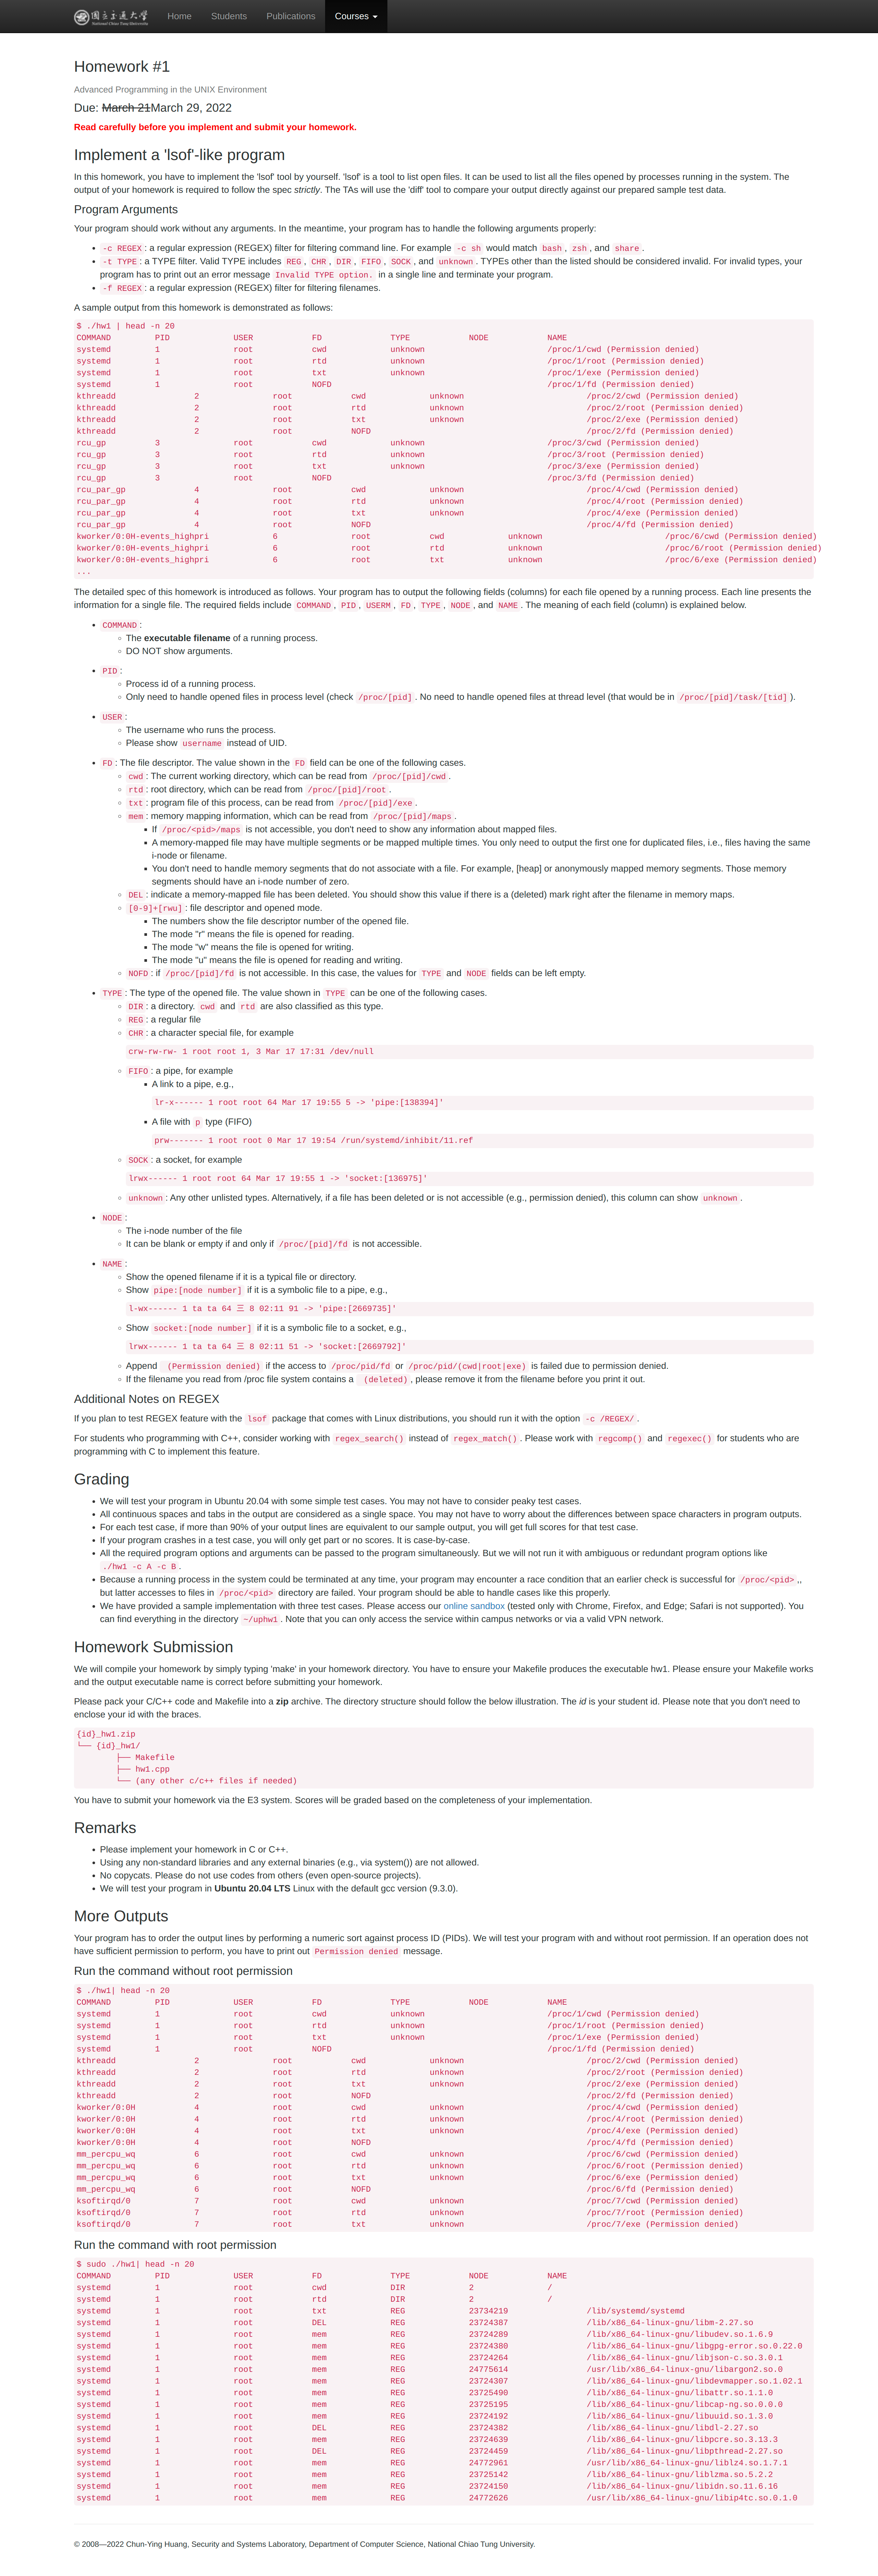 國立交通大學
National Chiao Tung University
Home Students Publications Courses
Homework #1
Advanced Programming in the UNIX Environment
Due: March 21March 29, 2022
Read carefully before you implement and submit your homework.
Implement a 'lsof'-like program
In this homework, you have to implement the 'lsof' tool by yourself. 'lsof' is a tool to list open files. It can be used to list all the files opened by processes running in the system. The
output of your homework is required to follow the spec strictly. The TAs will use the 'diff' tool to compare your output directly against our prepared sample test data.
Program Arguments
Your program should work without any arguments. In the meantime, your program has to handle the following arguments properly:
• -c REGEX : a regular expression (REGEX) filter for filtering command line. For example -c sh would match bash , zsh , and share .
• -t TYPE : a TYPE filter. Valid TYPE includes REG , CHR , DIR , FIFO , SOCK , and unknown . TYPEs other than the listed should be considered invalid. For invalid types, your
program has to print out an error message Invalid TYPE option. in a single line and terminate your program.
• -f REGEX : a regular expression (REGEX) filter for filtering filenames.
A sample output from this homework is demonstrated as follows:
$ ./hw1 | head -n 20
COMMAND PID USER FD TYPE NODE NAME
systemd 1 root cwd unknown /proc/1/cwd (Permission denied)
systemd 1 root rtd unknown /proc/1/root (Permission denied)
systemd 1 root txt unknown /proc/1/exe (Permission denied)
systemd 1 root NOFD /proc/1/fd (Permission denied)
kthreadd 2 root cwd unknown /proc/2/cwd (Permission denied)
kthreadd 2 root rtd unknown /proc/2/root (Permission denied)
kthreadd 2 root txt unknown /proc/2/exe (Permission denied)
kthreadd 2 root NOFD /proc/2/fd (Permission denied)
rcu_gp 3 root cwd unknown /proc/3/cwd (Permission denied)
rcu_gp 3 root rtd unknown /proc/3/root (Permission denied)
rcu_gp 3 root txt unknown /proc/3/exe (Permission denied)
rcu_gp 3 root NOFD /proc/3/fd (Permission denied)
rcu_par_gp 4 root cwd unknown /proc/4/cwd (Permission denied)
rcu_par_gp 4 root rtd unknown /proc/4/root (Permission denied)
rcu_par_gp 4 root txt unknown /proc/4/exe (Permission denied)
rcu_par_gp 4 root NOFD /proc/4/fd (Permission denied)
kworker/0:0H-events_highpri 6 root cwd unknown /proc/6/cwd (Permission denied)
kworker/0:0H-events_highpri 6 root rtd unknown /proc/6/root (Permission denied)
kworker/0:0H-events_highpri 6 root txt unknown /proc/6/exe (Permission denied)
...
The detailed spec of this homework is introduced as follows. Your program has to output the following fields (columns) for each file opened by a running process. Each line presents the
information for a single file. The required fields include COMMAND , PID , USERM , FD , TYPE , NODE , and NAME . The meaning of each field (column) is explained below.
• COMMAND :
◦ The executable filename of a running process.
◦ DO NOT show arguments.
• PID :
◦ Process id of a running process.
◦ Only need to handle opened files in process level (check /proc/[pid] . No need to handle opened files at thread level (that would be in /proc/[pid]/task/[tid] ).
• USER :
◦ The username who runs the process.
◦ Please show username instead of UID.
• FD : The file descriptor. The value shown in the FD field can be one of the following cases.
◦ cwd : The current working directory, which can be read from /proc/[pid]/cwd .
◦ rtd : root directory, which can be read from /proc/[pid]/root .
◦ txt : program file of this process, can be read from /proc/[pid]/exe .
◦ mem : memory mapping information, which can be read from /proc/[pid]/maps .
▪ If /proc/<pid>/maps is not accessible, you don't need to show any information about mapped files.
▪ A memory-mapped file may have multiple segments or be mapped multiple times. You only need to output the first one for duplicated files, i.e., files having the same
i-node or filename.
▪ You don't need to handle memory segments that do not associate with a file. For example, [heap] or anonymously mapped memory segments. Those memory
segments should have an i-node number of zero.
◦ DEL : indicate a memory-mapped file has been deleted. You should show this value if there is a (deleted) mark right after the filename in memory maps.
◦ [0-9]+[rwu] : file descriptor and opened mode.
▪ The numbers show the file descriptor number of the opened file.
▪ The mode "r" means the file is opened for reading.
▪ The mode "w" means the file is opened for writing.
▪ The mode "u" means the file is opened for reading and writing.
◦ NOFD : if /proc/[pid]/fd is not accessible. In this case, the values for TYPE and NODE fields can be left empty.
• TYPE : The type of the opened file. The value shown in TYPE can be one of the following cases.
◦ DIR : a directory. cwd and rtd are also classified as this type.
◦ REG : a regular file
◦ CHR : a character special file, for example
crw-rw-rw- 1 root root 1, 3 Mar 17 17:31 /dev/null
◦ FIFO : a pipe, for example
▪ A link to a pipe, e.g.,
lr-x------ 1 root root 64 Mar 17 19:55 5 -> 'pipe:[138394]'
▪ A file with p type (FIFO)
prw------- 1 root root 0 Mar 17 19:54 /run/systemd/inhibit/11.ref
◦ SOCK : a socket, for example
lrwx------ 1 root root 64 Mar 17 19:55 1 -> 'socket:[136975]'
◦ unknown : Any other unlisted types. Alternatively, if a file has been deleted or is not accessible (e.g., permission denied), this column can show unknown .
• NODE :
◦ The i-node number of the file
◦ It can be blank or empty if and only if /proc/[pid]/fd is not accessible.
• NAME :
◦ Show the opened filename if it is a typical file or directory.
◦ Show pipe:[node number] if it is a symbolic file to a pipe, e.g.,
l-wx------ 1 ta ta 64 三 8 02:11 91 -> 'pipe:[2669735]'
◦ Show socket:[node number] if it is a symbolic file to a socket, e.g.,
lrwx------ 1 ta ta 64 三 8 02:11 51 -> 'socket:[2669792]'
◦ Append (Permission denied) if the access to /proc/pid/fd or /proc/pid/(cwd|root|exe) is failed due to permission denied.
◦ If the filename you read from /proc file system contains a (deleted) , please remove it from the filename before you print it out.
Additional Notes on REGEX
If you plan to test REGEX feature with the lsof package that comes with Linux distributions, you should run it with the option -c /REGEX/ .
For students who programming with C++, consider working with regex_search() instead of regex_match() . Please work with regcomp() and regexec() for students who are
programming with C to implement this feature.
Grading
• We will test your program in Ubuntu 20.04 with some simple test cases. You may not have to consider peaky test cases.
• All continuous spaces and tabs in the output are considered as a single space. You may not have to worry about the differences between space characters in program outputs.
• For each test case, if more than 90% of your output lines are equivalent to our sample output, you will get full scores for that test case.
• If your program crashes in a test case, you will only get part or no scores. It is case-by-case.
• All the required program options and arguments can be passed to the program simultaneously. But we will not run it with ambiguous or redundant program options like
./hw1 -c A -c B .
• Because a running process in the system could be terminated at any time, your program may encounter a race condition that an earlier check is successful for /proc/<pid> ,,
but latter accesses to files in /proc/<pid> directory are failed. Your program should be able to handle cases like this properly.
• We have provided a sample implementation with three test cases. Please access our online sandbox (tested only with Chrome, Firefox, and Edge; Safari is not supported). You
can find everything in the directory ~/uphw1 . Note that you can only access the service within campus networks or via a valid VPN network.
Homework Submission
We will compile your homework by simply typing 'make' in your homework directory. You have to ensure your Makefile produces the executable hw1. Please ensure your Makefile works
and the output executable name is correct before submitting your homework.
Please pack your C/C++ code and Makefile into a zip archive. The directory structure should follow the below illustration. The id is your student id. Please note that you don't need to
enclose your id with the braces.
{id}_hw1.zip
└── {id}_hw1/
├── Makefile
├── hw1.cpp
└── (any other c/c++ files if needed)
You have to submit your homework via the E3 system. Scores will be graded based on the completeness of your implementation.
Remarks
• Please implement your homework in C or C++.
• Using any non-standard libraries and any external binaries (e.g., via system()) are not allowed.
• No copycats. Please do not use codes from others (even open-source projects).
• We will test your program in Ubuntu 20.04 LTS Linux with the default gcc version (9.3.0).
More Outputs
Your program has to order the output lines by performing a numeric sort against process ID (PIDs). We will test your program with and without root permission. If an operation does not
have sufficient permission to perform, you have to print out Permission denied message.
Run the command without root permission
$ ./hw1| head -n 20
COMMAND PID USER FD TYPE NODE NAME
systemd 1 root cwd unknown /proc/1/cwd (Permission denied)
systemd 1 root rtd unknown /proc/1/root (Permission denied)
systemd 1 root txt unknown /proc/1/exe (Permission denied)
systemd 1 root NOFD /proc/1/fd (Permission denied)
kthreadd 2 root cwd unknown /proc/2/cwd (Permission denied)
kthreadd 2 root rtd unknown /proc/2/root (Permission denied)
kthreadd 2 root txt unknown /proc/2/exe (Permission denied)
kthreadd 2 root NOFD /proc/2/fd (Permission denied)
kworker/0:0H 4 root cwd unknown /proc/4/cwd (Permission denied)
kworker/0:0H 4 root rtd unknown /proc/4/root (Permission denied)
kworker/0:0H 4 root txt unknown /proc/4/exe (Permission denied)
kworker/0:0H 4 root NOFD /proc/4/fd (Permission denied)
mm_percpu_wq 6 root cwd unknown /proc/6/cwd (Permission denied)
mm_percpu_wq 6 root rtd unknown /proc/6/root (Permission denied)
mm_percpu_wq 6 root txt unknown /proc/6/exe (Permission denied)
mm_percpu_wq 6 root NOFD /proc/6/fd (Permission denied)
ksoftirqd/0 7 root cwd unknown /proc/7/cwd (Permission denied)
ksoftirqd/0 7 root rtd unknown /proc/7/root (Permission denied)
ksoftirqd/0 7 root txt unknown /proc/7/exe (Permission denied)
Run the command with root permission
$ sudo ./hw1| head -n 20
COMMAND PID USER FD TYPE NODE NAME
systemd 1 root cwd DIR 2 /
systemd 1 root rtd DIR 2 /
systemd 1 root txt REG 23734219 /lib/systemd/systemd
systemd 1 root DEL REG 23724387 /lib/x86_64-linux-gnu/libm-2.27.so
systemd 1 root mem REG 23724289 /lib/x86_64-linux-gnu/libudev.so.1.6.9
systemd 1 root mem REG 23724380 /lib/x86_64-linux-gnu/libgpg-error.so.0.22.0
systemd 1 root mem REG 23724264 /lib/x86_64-linux-gnu/libjson-c.so.3.0.1
systemd 1 root mem REG 24775614 /usr/lib/x86_64-linux-gnu/libargon2.so.0
systemd 1 root mem REG 23724307 /lib/x86_64-linux-gnu/libdevmapper.so.1.02.1
systemd 1 root mem REG 23725490 /lib/x86_64-linux-gnu/libattr.so.1.1.0
systemd 1 root mem REG 23725195 /lib/x86_64-linux-gnu/libcap-ng.so.0.0.0
systemd 1 root mem REG 23724192 /lib/x86_64-linux-gnu/libuuid.so.1.3.0
systemd 1 root DEL REG 23724382 /lib/x86_64-linux-gnu/libdl-2.27.so
systemd 1 root mem REG 23724639 /lib/x86_64-linux-gnu/libpcre.so.3.13.3
systemd 1 root DEL REG 23724459 /lib/x86_64-linux-gnu/libpthread-2.27.so
systemd 1 root mem REG 24772961 /usr/lib/x86_64-linux-gnu/liblz4.so.1.7.1
systemd 1 root mem REG 23725142 /lib/x86_64-linux-gnu/liblzma.so.5.2.2
systemd 1 root mem REG 23724150 /lib/x86_64-linux-gnu/libidn.so.11.6.16
systemd 1 root mem REG 24772626 /usr/lib/x86_64-linux-gnu/libip4tc.so.0.1.0
© 2008—2022 Chun-Ying Huang, Security and Systems Laboratory, Department of Computer Science, National Chiao Tung University.